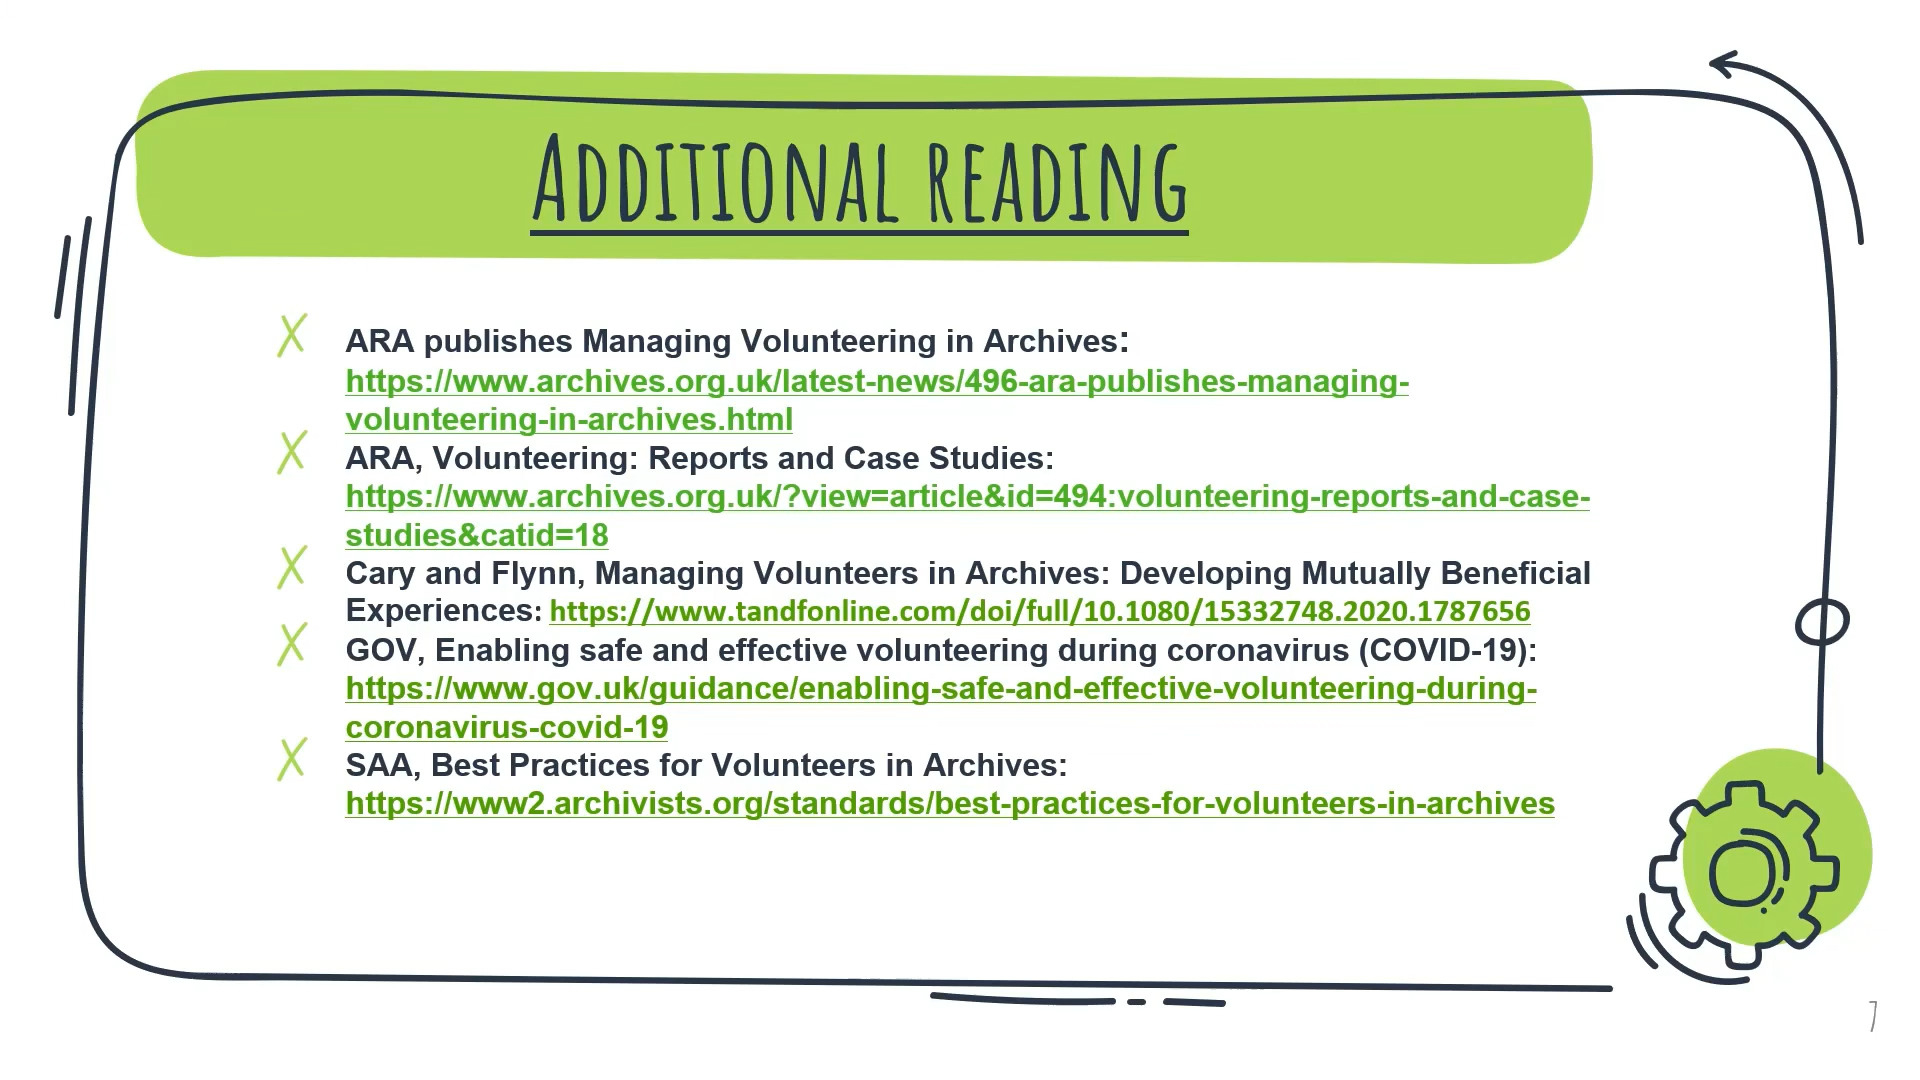 Additional reading
ARA publishes Managing Volunteering in Archives:
https://www.archives.org.uk/latest-news/496-ara-publishes-managing-
volunteering-in-archives.html
ARA, Volunteering: Reports and Case Studies:
https://www.archives.org.uk/?view=article&id=494:volunteering-reports-and-case-
studies&catid=18
Cary and Flynn, Managing Volunteers in Archives: Developing Mutually Beneficial
Experiences: https://www.tandfonline.com/doi/full/10.1080/15332748.2020.1787656
GOV, Enabling safe and effective volunteering during coronavirus (COVID-19):
https://www.gov.uk/guidance/enabling-safe-and-effective-volunteering-during-
coronavirus-covid-19
SAA, Best Practices for Volunteers in Archives:
https://www2.archivists.org/standards/best-practices-for-volunteers-in-archives
7